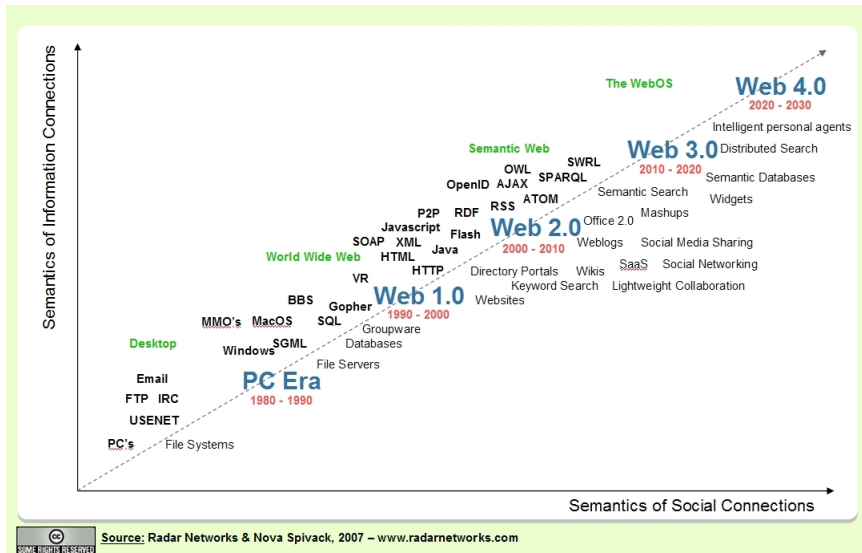 Semantics of Information Connections
The WebOS
Web 4.0
2020 - 2030
Intelligent personal agents
Semantic Web
Web 3.0
2010 - 2020
Distributed Search
SWRL
OWL
SPARQL
Semantic Databases
OpenID
AJAX
Semantic Search
Widgets
ATOM
RSS
P2P
RDF
Mashups
Office 2.0
Javascript
Web 2.0
2000 - 2010
Flash
SOAP
XML
Java
Weblogs
Social Media Sharing
World Wide Web
HTML
HTTP
Directory Portals
Wikis
SaaS
Social Networking
VR
Keyword Search
Lightweight Collaboration
Web 1.0
1990 - 2000
Websites
BBS
Gopher
MMO's
MacOS
SQL
Groupware
Desktop
Windows
SGML
Databases
File Servers
Email
PC Era
1980 - 1990
FTP
IRC
USENET
PC's
File Systems
Semantics of Social Connections
cc
SOME RIGHTS RESERVED
Source: Radar Networks & Nova Spivack, 2007 – www.radarnetworks.com